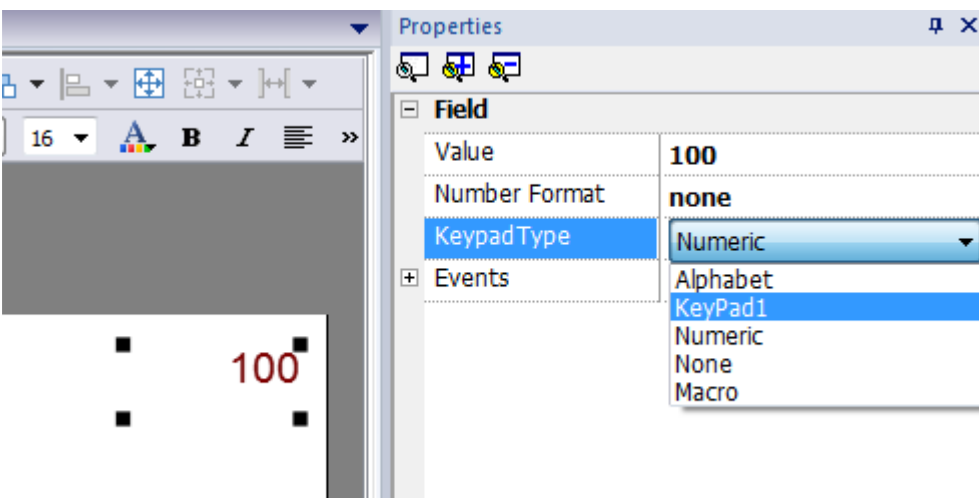 Properties
Field
16 A B I »
Value 100
Number Format none
KeypadType Numeric
Events
Alphabet
KeyPad1
Numeric
None
Macro
100